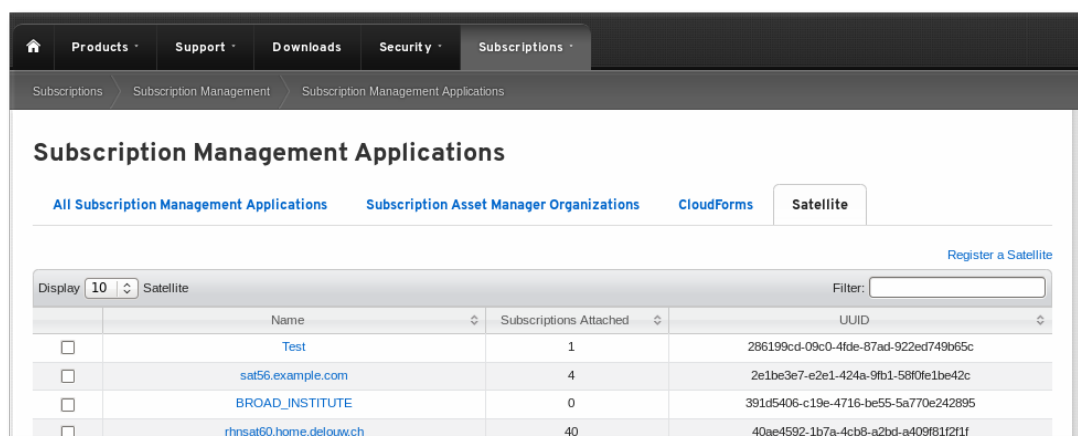 Products Support Downloads Security Subscriptions
Subscriptions Subscription Management Subscription Management Applications
Subscription Management Applications
All Subscription Management Applications Subscription Asset Manager Organizations CloudForms Satellite
Register a Satellite
Display 10 Satellite Filter:
Name Subscriptions Attached UUID
Test 1 286199cd-09c0-4fde-87ad-922ed749b65c
sat56.example.com 4 2e1be3e7-e2e1-424a-9fb1-58f0fe1be42c
BROAD_INSTITUTE 0 391d5406-c19e-4716-be55-5a770e242895
rhnsat60.home.delouw.ch 40 40ae4592-1b7a-4cb8-a2bd-a409f81f2f1f